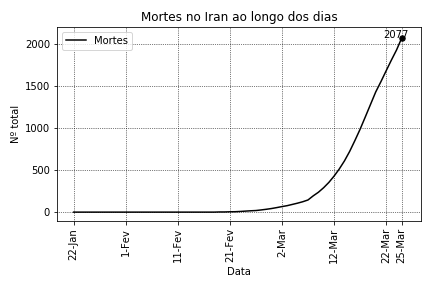 Mortes no Iran ao longo dos dias
Mortes
2077
Nº total
2000
1500
1000
500
0
22-Jan
1-Fev
11-Fev
21-Fev
2-Mar
12-Mar
22-Mar
25-Mar
Data